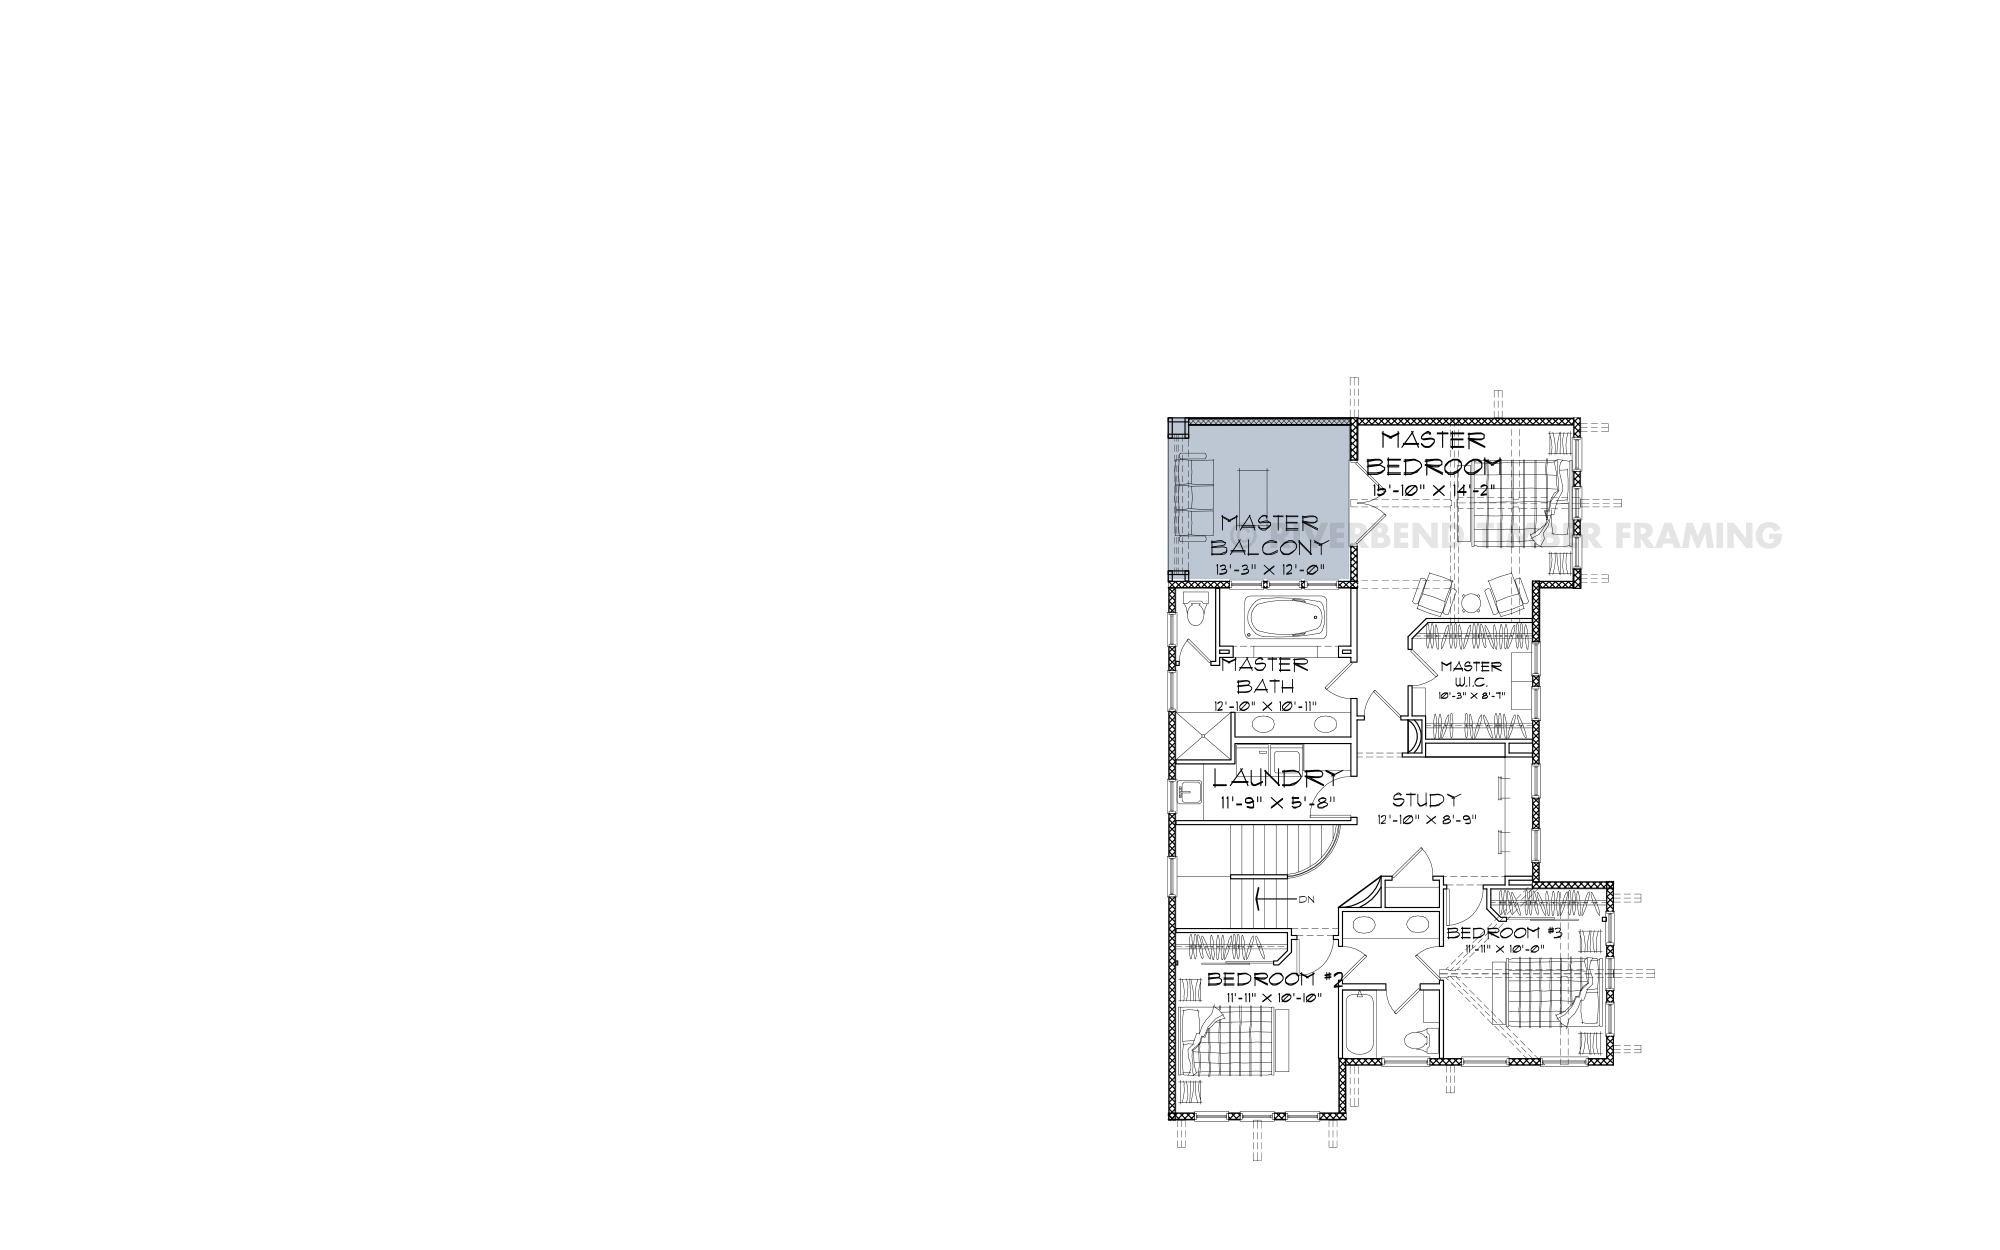 MASTER
BEDROOM
15'-10" X 14'-2"
© RIVERBEND TIMBER FRAMING
MASTER
BALCONY
13'-3" X 12'-0"
MASTER
BATH
12'-10" X 10'-11"
MASTER
W.I.C.
10'-3" X 8'-7"
LAUNDRY
11'-9" X 5'-8"
STUDY
12'-10" X 8'-9"
DN
BEDROOM #3
11'-11" X 10'-0"
BEDROOM #2
11'-11" X 10'-10"